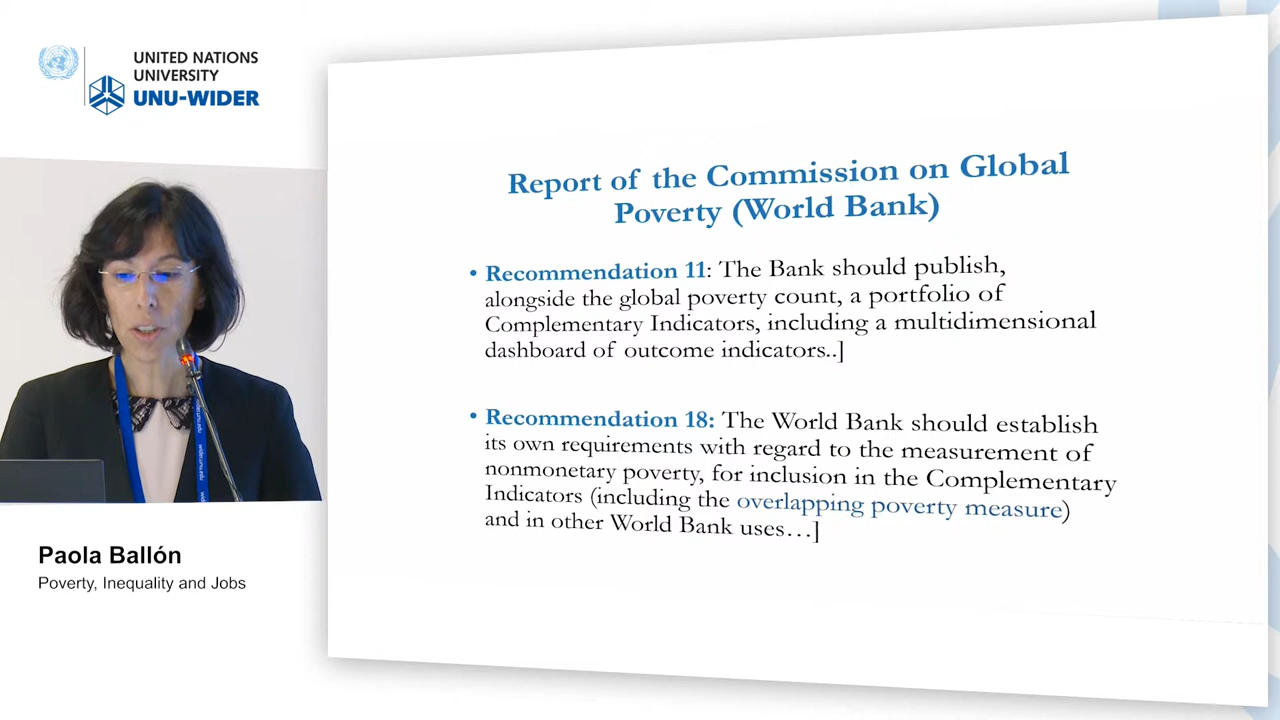 UNITED NATIONS
UNIVERSITY
UNU-WIDER
Report of the Commission on Global
Poverty (World Bank)
• Recommendation 11: The Bank should publish,
alongside the global poverty count, a portfolio of
Complementary Indicators, including a multidimensional
dashboard of outcome indicators..]
• Recommendation 18: The World Bank should establish
its own requirements with regard to the measurement of
nonmonetary poverty, for inclusion in the Complementary
Indicators (including the overlapping poverty measure)
and in other World Bank uses…]
Paola Ballón
Poverty, Inequality and Jobs